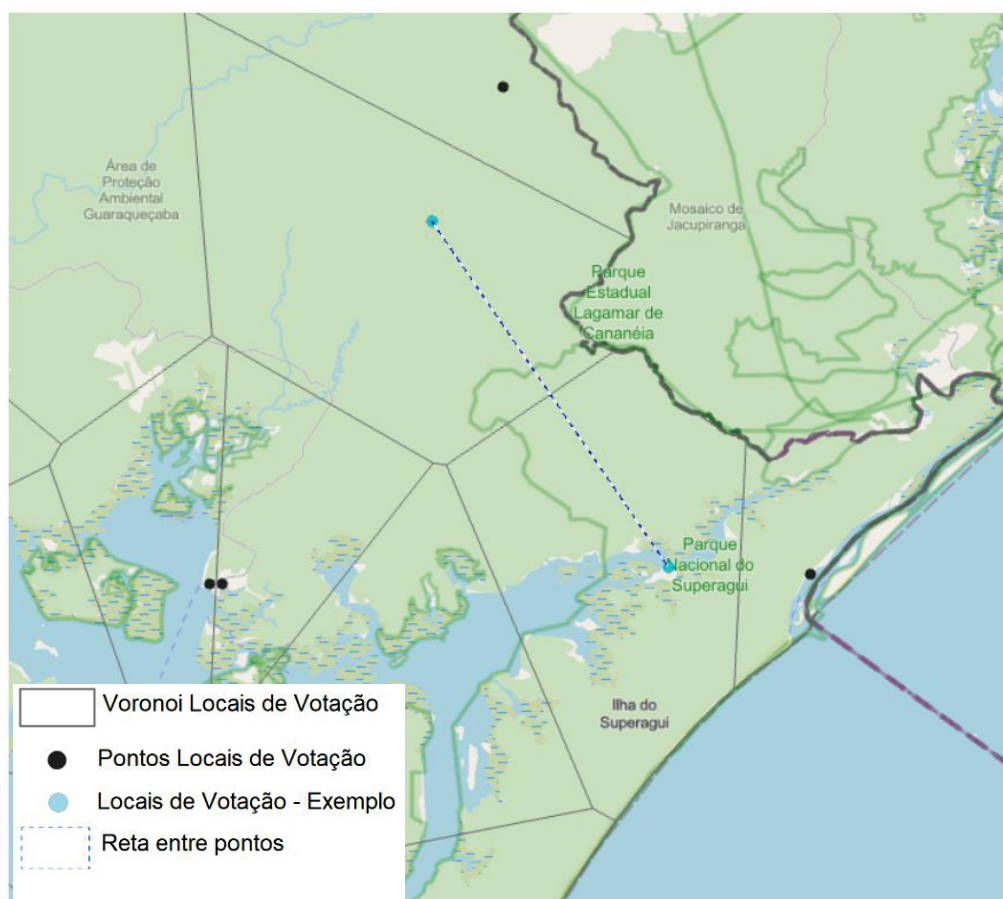 Área de
Proteção
Ambiental
Guaraqueçaba
Mosaico de
Jacupiranga
Parque
Estadual
Lagamar de
Cananéia
Parque
Nacional do
Superagui
Ilha do
Superagui
Voronoi Locais de Votação
Pontos Locais de Votação
Locais de Votação - Exemplo
Reta entre pontos